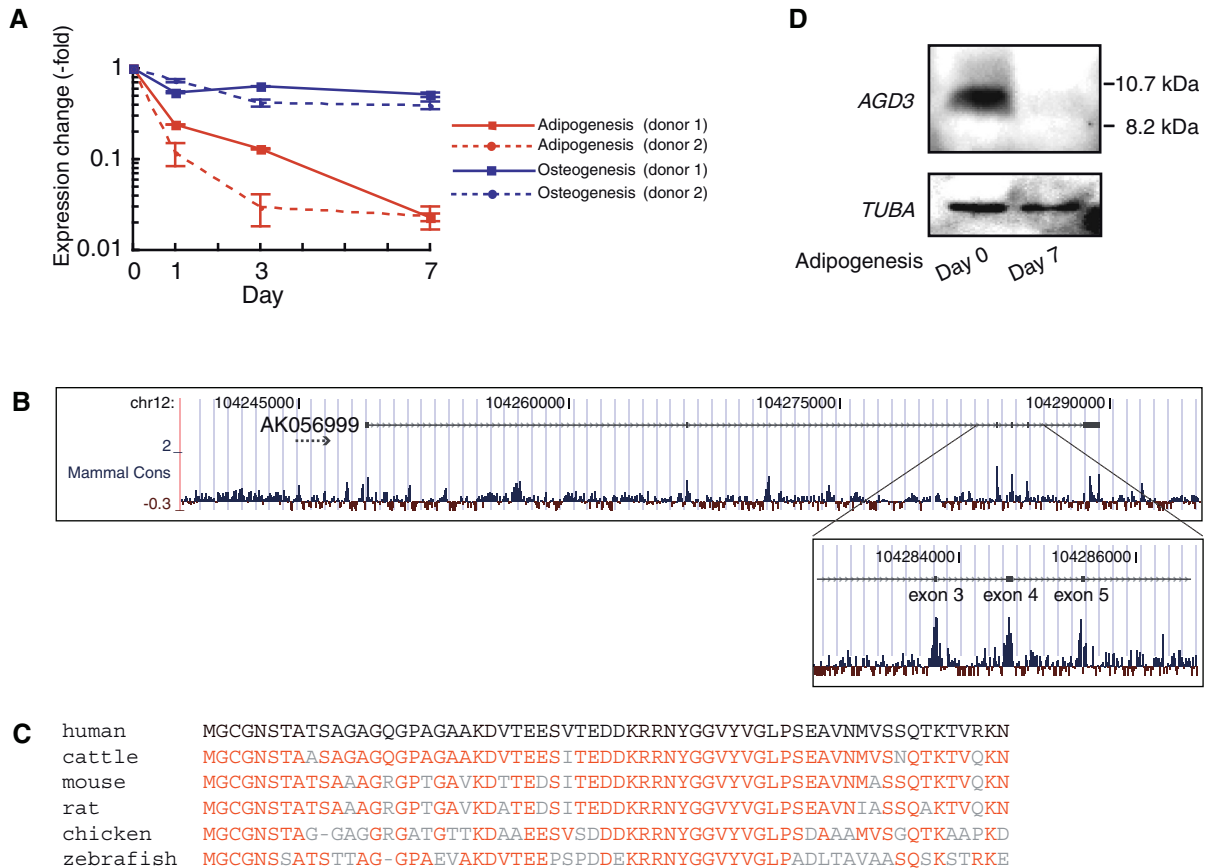 A
Expression change (-fold)
1
0.1
0.01
0
1
3
7
Day
Adipogenesis (donor 1)
Adipogenesis (donor 2)
Osteogenesis (donor 1)
Osteogenesis (donor 2)
D
AGD3
10.7 kDa
8.2 kDa
TUBA
Adipogenesis Day 0 Day 7
B
chr12: 104245000 104260000 104275000 104290000
AK056999
2
Mammal Cons
-0.3
104284000 104286000
exon 3 exon 4 exon 5
C
human MGCGNSTATSAGAGQGPAGAAKDVTEESVTEDDKRRNYGGVYVGLPSEAVNMVSSQTKTVRKN
cattle MGCGNSTAASAGAGQGPAGAAKDVTEESITEDDKRRNYGGVYVGLPSEAVNMVSNQTKTVQKN
mouse MGCGNSTATSAAAGRGPTGAVKDTTEDSITEDDKRRNYGGVYVGLPSEAVNMASSQTKTVQKN
rat MGCGNSTATSAAAGRGPTGAVKDATEDSITEDDKRRNYGGVYVGLPSEAVNIASSQAKTVQKN
chicken MGCGNSTAG-GAGGRGATGTTKDAAEESVSDDDKRRNYGGVYVGLPSDAAAMVSGQTKAAPKD
zebrafish MGCGNSSATSTTAG-GPAEVAKDVTEEPSPDDEKRRNYGGVYVGLPADLTAVAASQSKSTRKE